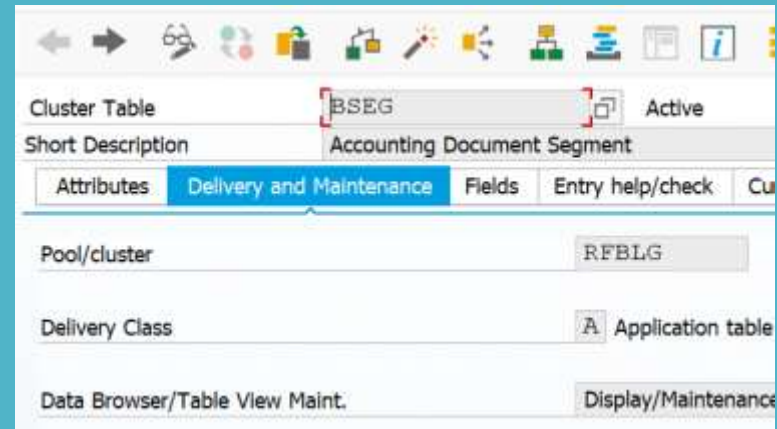 Cluster Table BSEG Active
Short Description Accounting Document Segment
Attributes Delivery and Maintenance Fields Entry help/check Cu
Pool/cluster RFBLG
Delivery Class A Application table
Data Browser/Table View Maint. Display/Maintenance